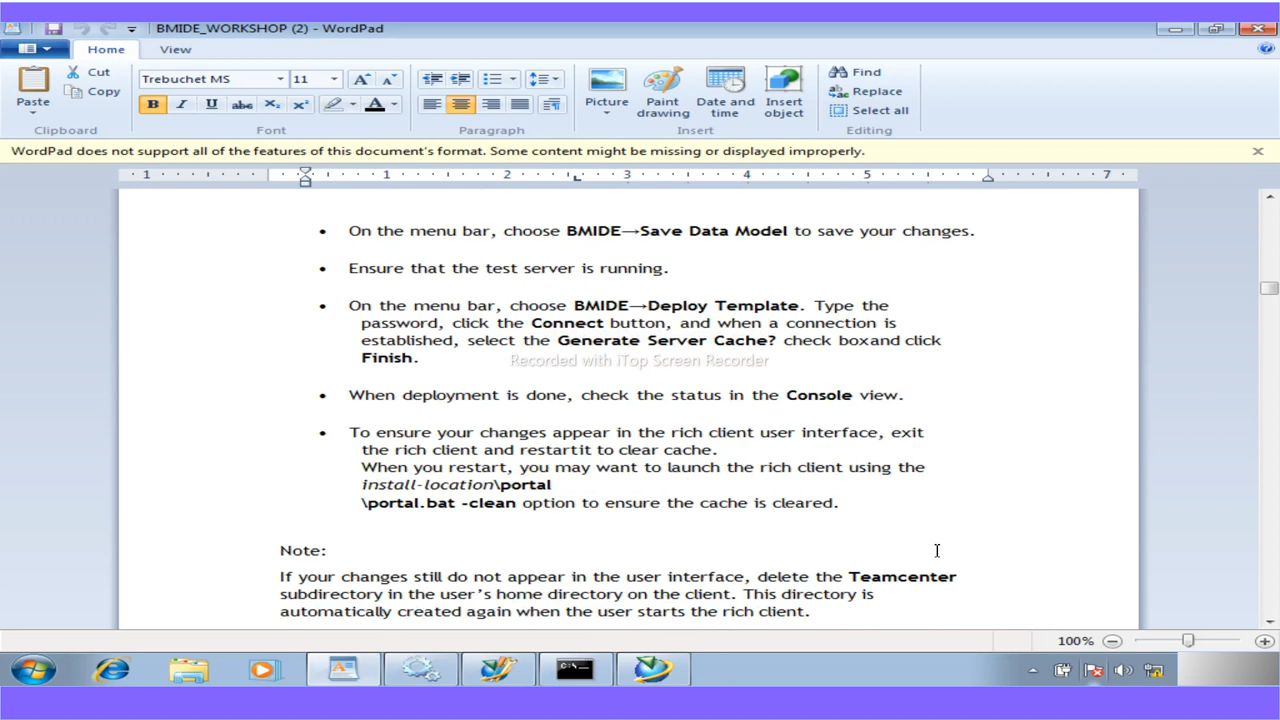 BMIDE_WORKSHOP (2) - WordPad
Home View
Paste
Cut
Copy
Clipboard
Trebuchet MS 11
B I U abc X₂ X² A
Font
Paragraph
Picture
Paint drawing
Date and time
Insert object
Insert
Find
Replace
Select all
Editing
WordPad does not support all of the features of this document's format. Some content might be missing or displayed improperly.
1 1 2 3 4 5 7
• On the menu bar, choose BMIDE→Save Data Model to save your changes.
• Ensure that the test server is running.
• On the menu bar, choose BMIDE→Deploy Template. Type the
password, click the Connect button, and when a connection is
established, select the Generate Server Cache? check boxand click
Finish.
Recorded with iTop Screen Recorder
• When deployment is done, check the status in the Console view.
• To ensure your changes appear in the rich client user interface, exit
the rich client and restartit to clear cache.
When you restart, you may want to launch the rich client using the
install-location\portal
\portal.bat -clean option to ensure the cache is cleared.
Note:
If your changes still do not appear in the user interface, delete the Teamcenter
subdirectory in the user's home directory on the client. This directory is
automatically created again when the user starts the rich client.
100%